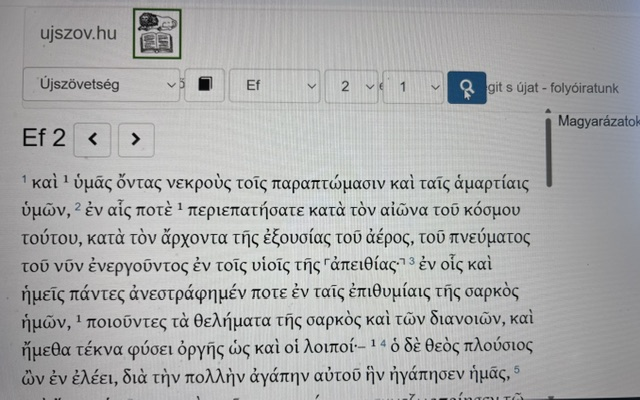 ujszov.hu
Újszövetség Ef 2 1 git s újat - folyóiratunk
Magyarázatok
Ef 2 < >
¹ καὶ ¹ ὑμᾶς ὄντας νεκροὺς τοῖς παραπτώμασιν καὶ ταῖς ἁμαρτίαις
ὑμῶν, ² ἐν αἷς ποτὲ ¹ περιεπατήσατε κατὰ τὸν αἰῶνα τοῦ κόσμου
τούτου, κατὰ τὸν ἄρχοντα τῆς ἐξουσίας τοῦ ἀέρος, τοῦ πνεύματος
τοῦ νῦν ἐνεργοῦντος ἐν τοῖς υἱοῖς τῆς ⸀ἀπειθίας·⸃ ³ ἐν οἷς καὶ
ἡμεῖς πάντες ἀνεστράφημέν ποτε ἐν ταῖς ἐπιθυμίαις τῆς σαρκὸς
ἡμῶν, ¹ ποιοῦντες τὰ θελήματα τῆς σαρκὸς καὶ τῶν διανοιῶν, καὶ
ἤμεθα τέκνα φύσει ὀργῆς ὡς καὶ οἱ λοιποί·– ¹ ⁴ ὁ δὲ θεὸς πλούσιος
ὢν ἐν ἐλέει, διὰ τὴν πολλὴν ἀγάπην αὐτοῦ ἣν ἠγάπησεν ἡμᾶς, ⁵